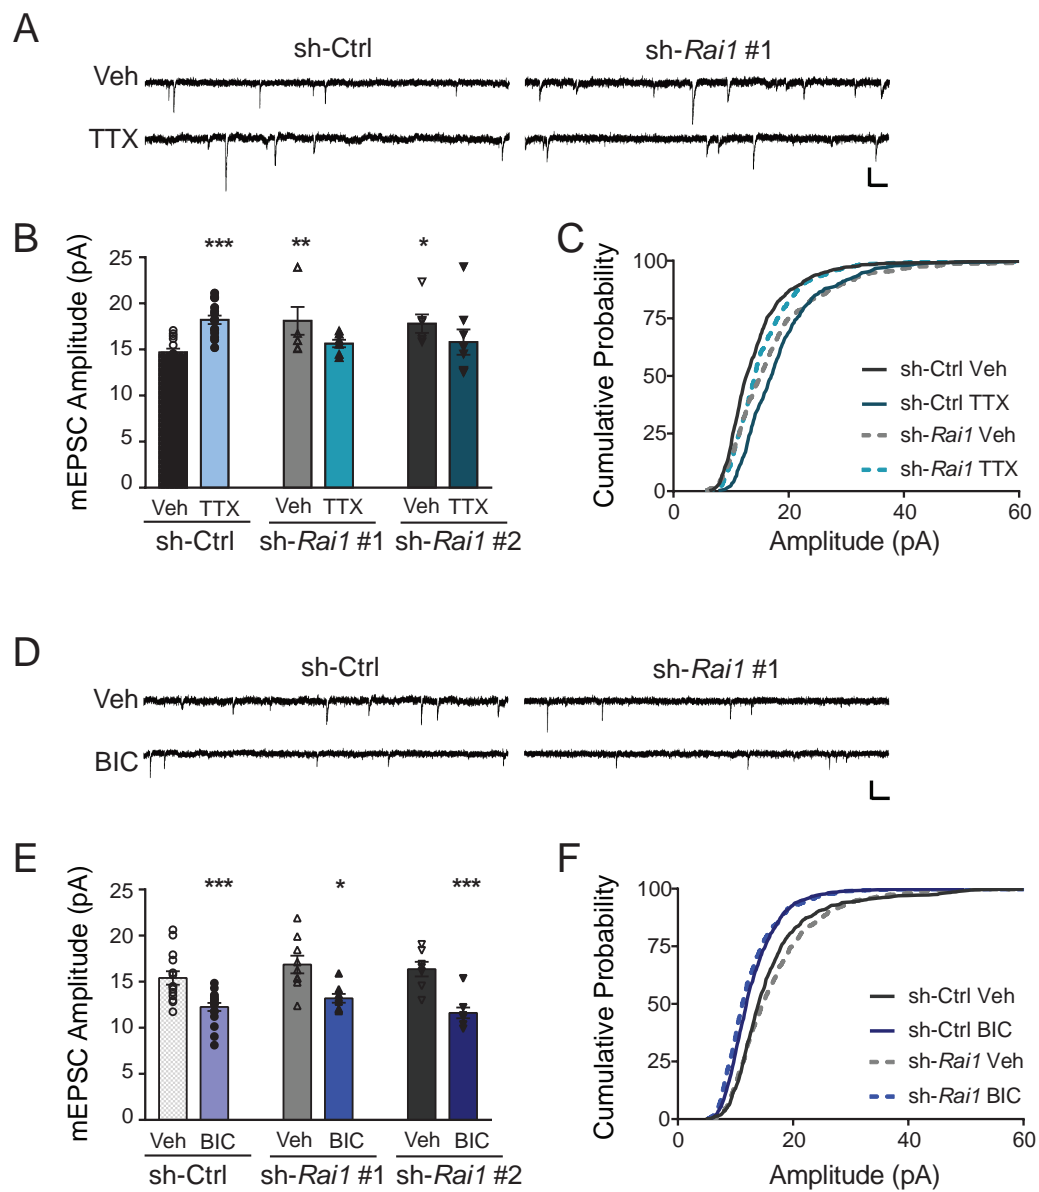 A
sh-Ctrl
sh-Rai1 #1
Veh
TTX
B
*** ** *
mEPSC Amplitude (pA)
25
20
15
10
5
0
Veh TTX Veh TTX Veh TTX
sh-Ctrl sh-Rai1 #1 sh-Rai1 #2
C
Cumulative Probability
100
75
50
25
0
sh-Ctrl Veh
sh-Ctrl TTX
sh-Rai1 Veh
sh-Rai1 TTX
0 20 40 60
Amplitude (pA)
D
sh-Ctrl
sh-Rai1 #1
Veh
BIC
E
*** * ***
mEPSC Amplitude (pA)
25
20
15
10
5
0
Veh BIC Veh BIC Veh BIC
sh-Ctrl sh-Rai1 #1 sh-Rai1 #2
F
Cumulative Probability
100
75
50
25
0
sh-Ctrl Veh
sh-Ctrl BIC
sh-Rai1 Veh
sh-Rai1 BIC
0 20 40 60
Amplitude (pA)